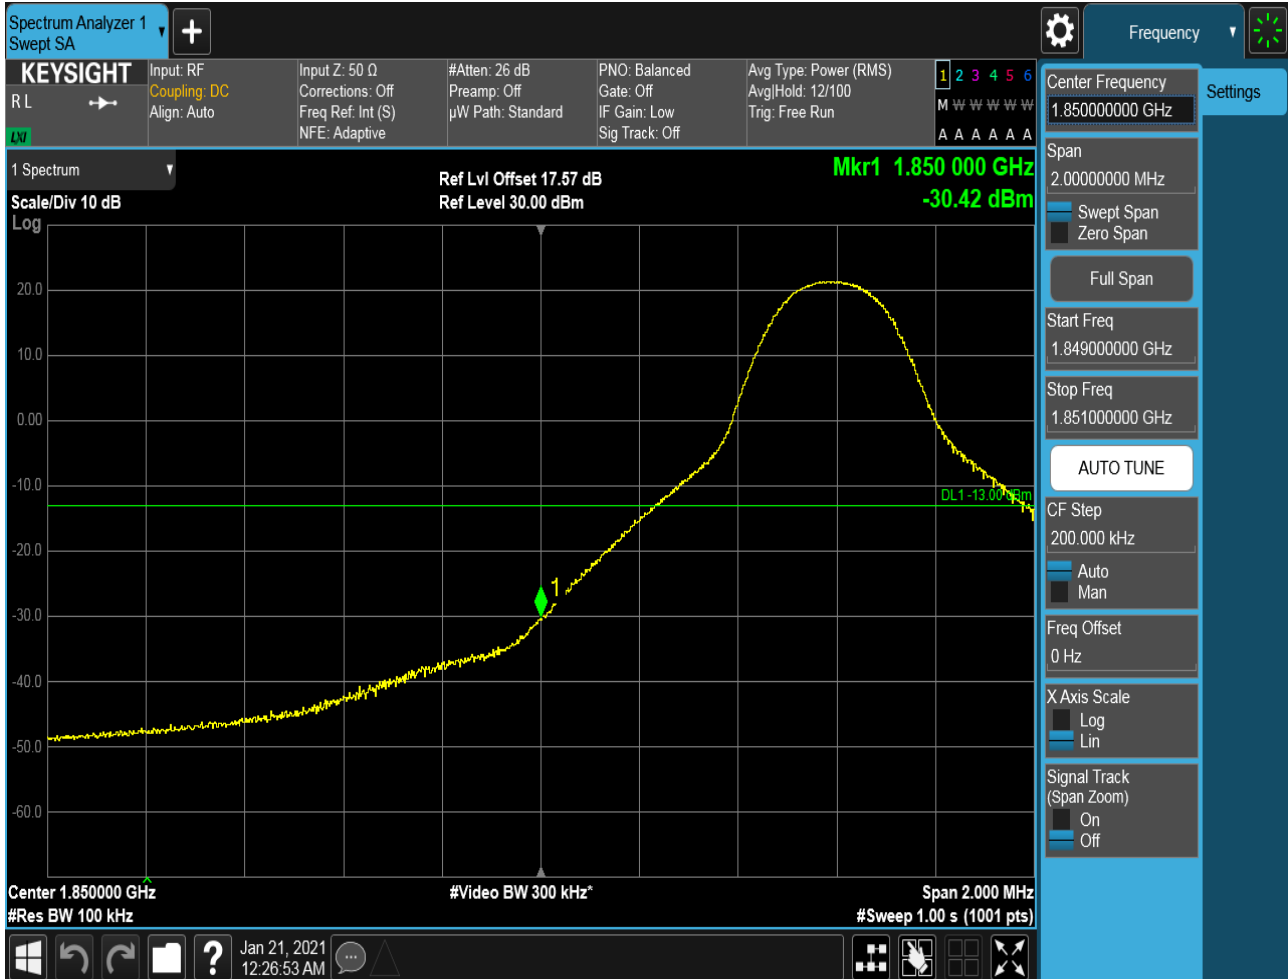 Spectrum Analyzer 1
Swept SA
Frequency
KEYSIGHT
R L
LXI
Input: RF
Coupling: DC
Align: Auto
Input Z: 50 Ω
Corrections: Off
Freq Ref: Int (S)
NFE: Adaptive
#Atten: 26 dB
Preamp: Off
µW Path: Standard
PNO: Balanced
Gate: Off
IF Gain: Low
Sig Track: Off
Avg Type: Power (RMS)
Avg|Hold: 12/100
Trig: Free Run
1 2 3 4 5 6
M W W W W W
A A A A A A
1 Spectrum
Scale/Div 10 dB
Log
Ref Lvl Offset 17.57 dB
Ref Level 30.00 dBm
Mkr1 1.850 000 GHz
-30.42 dBm
20.0
10.0
0.00
-10.0
DL1 -13.00 dBm
-20.0
1
-30.0
-40.0
-50.0
-60.0
Center 1.850000 GHz
#Video BW 300 kHz*
Span 2.000 MHz
#Res BW 100 kHz
#Sweep 1.00 s (1001 pts)
Center Frequency
1.850000000 GHz
Settings
Span
2.00000000 MHz
Swept Span
Zero Span
Full Span
Start Freq
1.849000000 GHz
Stop Freq
1.851000000 GHz
AUTO TUNE
CF Step
200.000 kHz
Auto
Man
Freq Offset
0 Hz
X Axis Scale
Log
Lin
Signal Track
(Span Zoom)
On
Off
?
Jan 21, 2021
12:26:53 AM